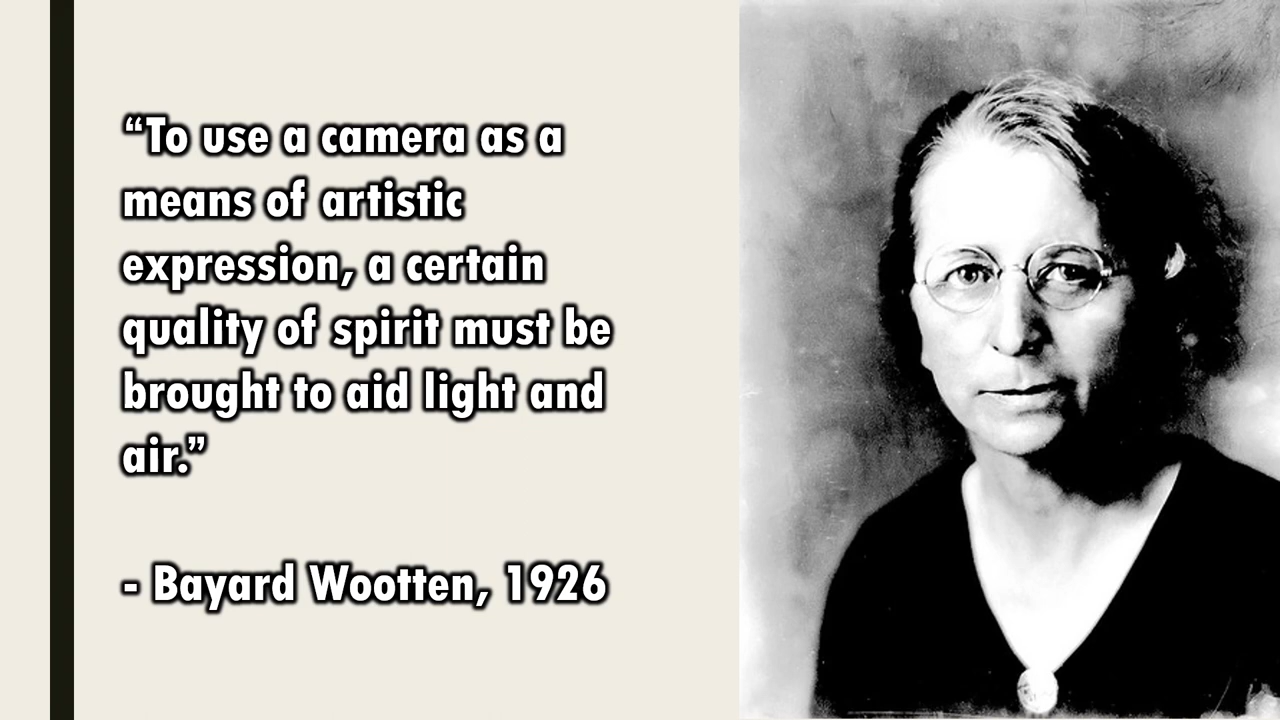 “To use a camera as a
means of artistic
expression, a certain
quality of spirit must be
brought to aid light and
air.”
- Bayard Wootten, 1926